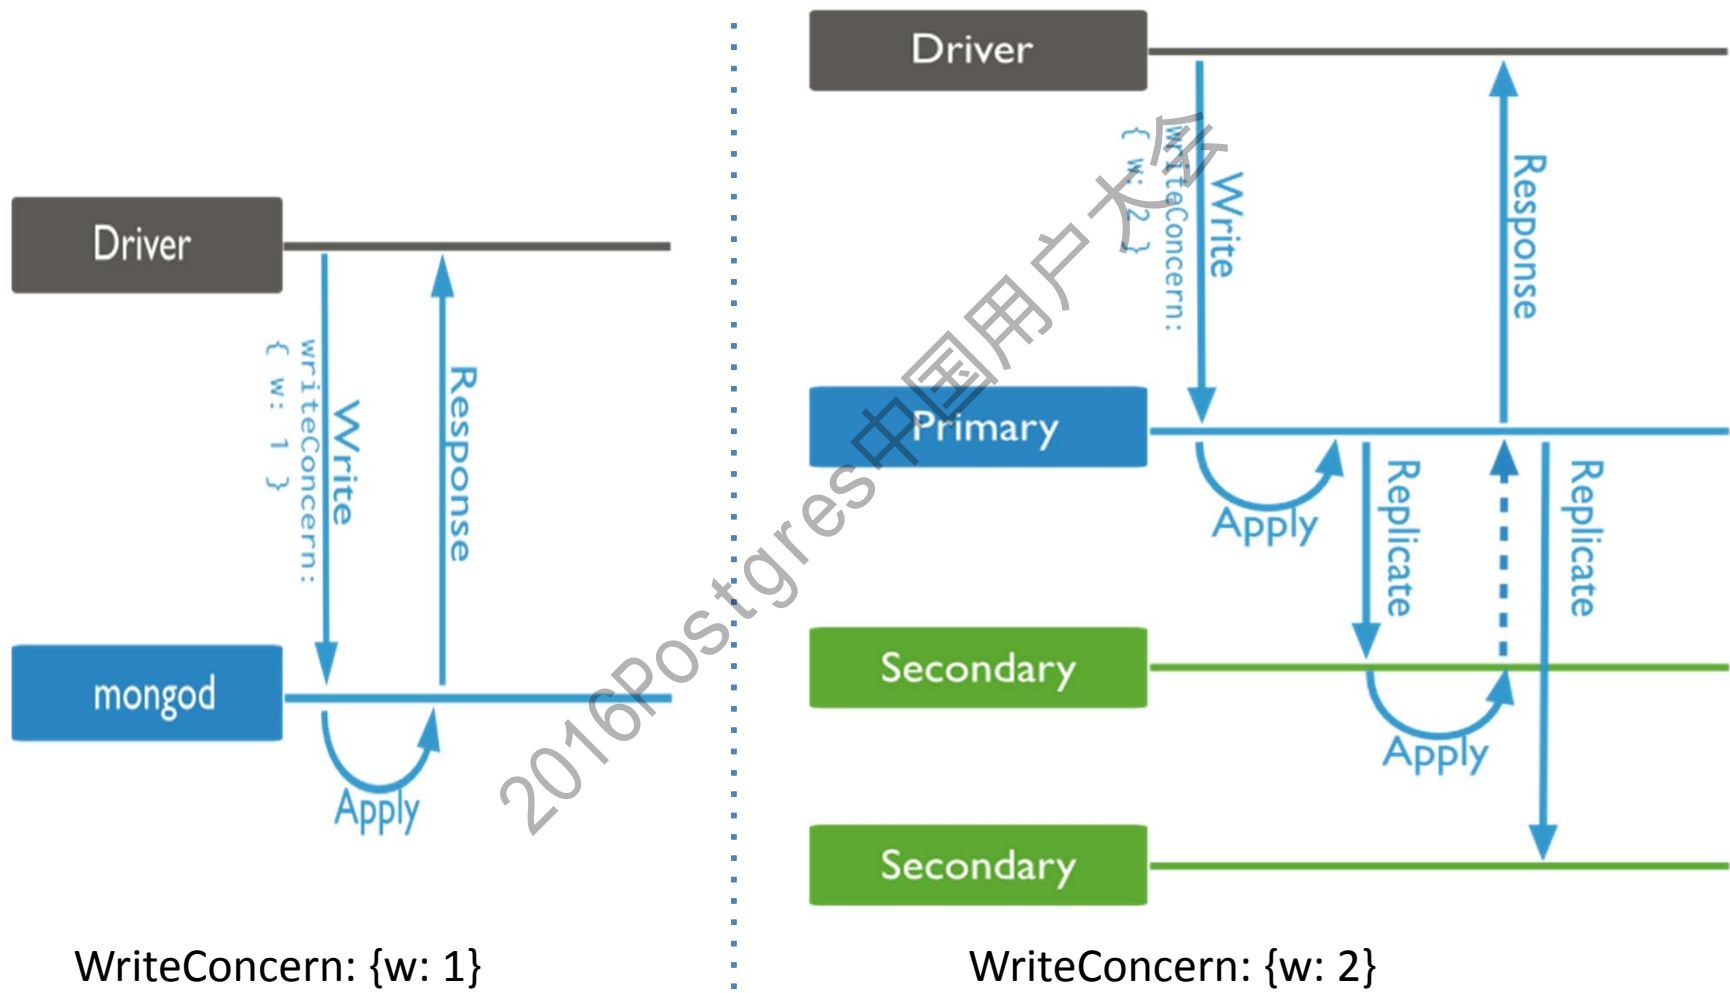 Driver
writeConcern:
{ w: 1 }
Write
Response
mongod
Apply
WriteConcern: {w: 1}
Driver
writeConcern:
{ w: 2 }
Write
Response
Primary
Apply
Replicate
Replicate
Secondary
Apply
Secondary
WriteConcern: {w: 2}
2016Postgres中国用户大会